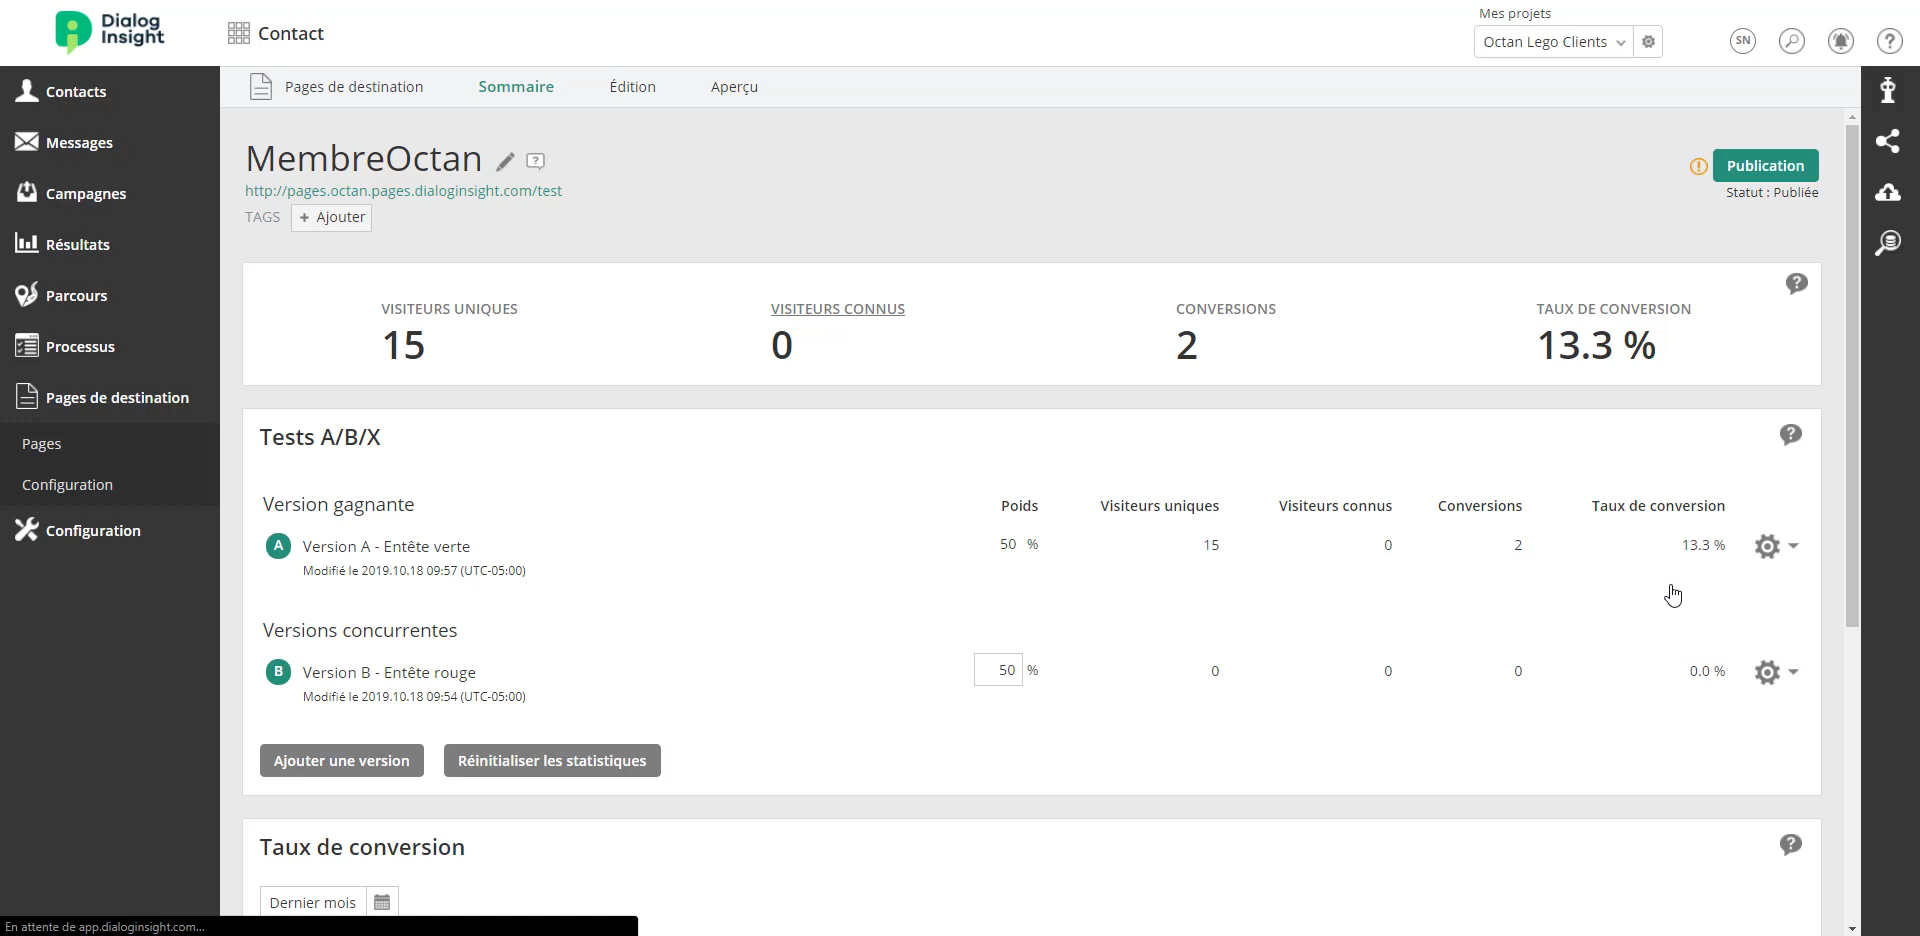 Dialog
Insight
Contact
Mes projets
Octan Lego Clients
SN
Contacts
Messages
Campagnes
Résultats
Parcours
Processus
Pages de destination
Pages
Configuration
Configuration
Pages de destination
Sommaire
Édition
Aperçu
MembreOctan
http://pages.octan.pages.dialoginsight.com/test
TAGS + Ajouter
Publication
Statut : Publiée
VISITEURS UNIQUES
15
VISITEURS CONNUS
0
CONVERSIONS
2
TAUX DE CONVERSION
13.3 %
Tests A/B/X
Version gagnante Poids Visiteurs uniques Visiteurs connus Conversions Taux de conversion
A Version A - Entête verte 50 % 15 0 2 13.3 %
Modifié le 2019.10.18 09:57 (UTC-05:00)
Versions concurrentes
B Version B - Entête rouge 50 % 0 0 0 0.0 %
Modifié le 2019.10.18 09:54 (UTC-05:00)
Ajouter une version Réinitialiser les statistiques
Taux de conversion
Dernier mois
En attente de app.dialoginsight.com...